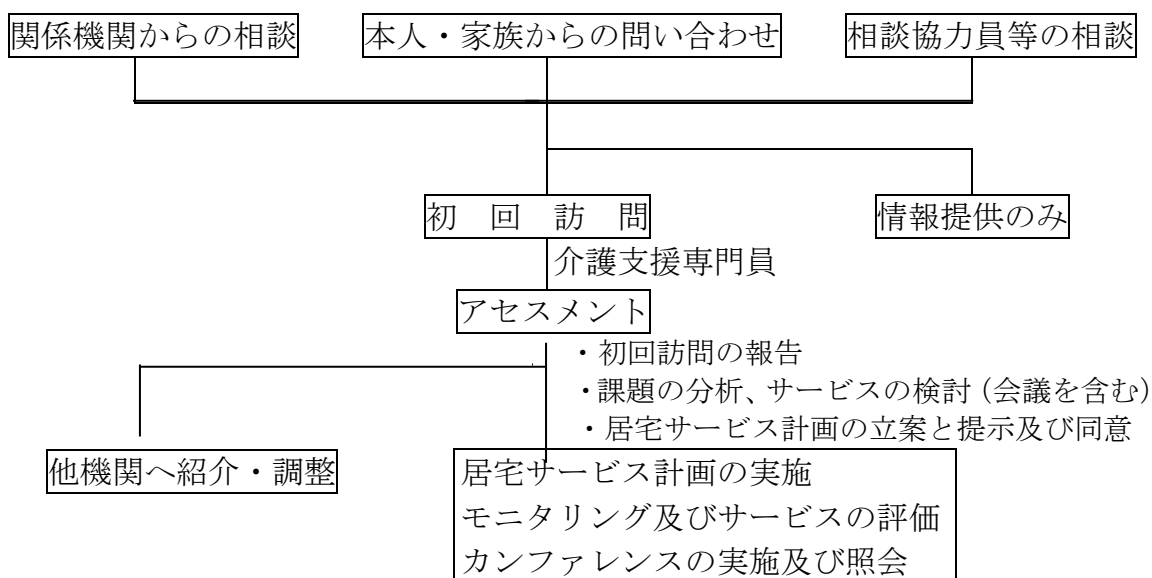 関係機関からの相談
本人・家族からの問い合わせ
相談協力員等の相談
初 回 訪 問
情報提供のみ
介護支援専門員
アセスメント
・初回訪問の報告
・課題の分析、サービスの検討(会議を含む)
・居宅サービス計画の立案と提示及び同意
他機関へ紹介・調整
居宅サービス計画の実施
モニタリング及びサービスの評価
カンファレンスの実施及び照会